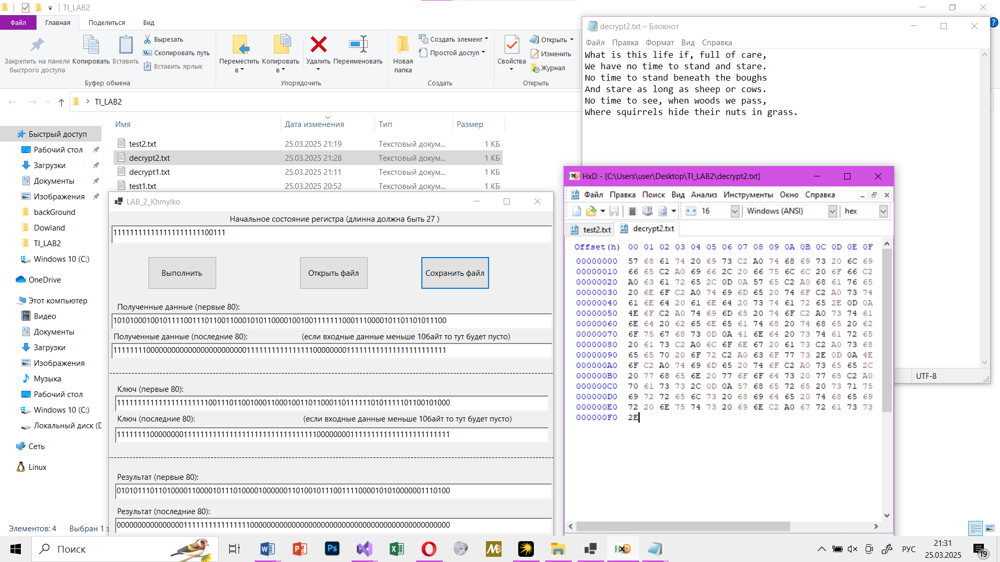 TI_LAB2
Файл
Главная
Поделиться
Вид
Закрепить на панели быстрого доступа
Копировать
Вставить
Вырезать
Скопировать путь
Вставить ярлык
Буфер обмена
Переместить в
Копировать в
Удалить
Переименовать
Упорядочить
Новая папка
Создать элемент
Простой доступ
Создать
Свойства
Открыть
Изменить
Журнал
Открыть
TI_LAB2
Имя Дата изменения Тип Размер
test2.txt 25.03.2025 21:19 Текстовый докум... 1 КБ
decrypt2.txt 25.03.2025 21:28 Текстовый докум... 1 КБ
decrypt1.txt 25.03.2025 21:11 Текстовый докум... 1 КБ
test1.txt 25.03.2025 20:52 Текстовый докум... 1 КБ
Быстрый доступ
Рабочий стол
Загрузки
Документы
Изображения
backGround
Dowland
TI_LAB2
Windows 10 (C:)
OneDrive
Этот компьютер
Видео
Документы
Загрузки
Изображения
Музыка
Рабочий стол
Windows 10 (C:)
Локальный диск (D
Сеть
Linux
Элементов: 4 Выбран 1 э
decrypt2.txt – Блокнот
Файл Правка Формат Вид Справка
What is this life if, full of care,
We have no time to stand and stare.
No time to stand beneath the boughs
And stare as long as sheep or cows.
No time to see, when woods we pass,
Where squirrels hide their nuts in grass.
UTF-8
LAB_2_Khmylko
Начальное состояние регистра (длинна должна быть 27 )
Выполнить
Открыть файл
Сохранить файл
Полученные данные (первые 80):
Полученные данные (последние 80): (если входные данные меньше 10байт то тут будет пусто)
Ключ (первые 80):
Ключ (последние 80): (если входные данные меньше 10байт то тут будет пусто)
Результат (первые 80):
Результат (последние 80):
HxD - [C:\Users\user\Desktop\TI_LAB2\decrypt2.txt]
Файл Правка Поиск Вид Анализ Инструменты Окно Справка
16 Windows (ANSI) hex
test2.txt decrypt2.txt
Offset(h) 00 01 02 03 04 05 06 07 08 09 0A 0B 0C 0D 0E 0F
00000000 57 68 61 74 20 69 73 C2 A0 74 68 69 73 20 6C 69
00000010 66 65 C2 A0 69 66 2C 20 66 75 6C 6C 20 6F 66 C2
00000020 A0 63 61 72 65 2C 0D 0A 57 65 C2 A0 68 61 76 65
00000030 20 6E 6F C2 A0 74 69 6D 65 20 74 6F C2 A0 73 74
00000040 61 6E 64 20 61 6E 64 20 73 74 61 72 65 2E 0D 0A
00000050 4E 6F C2 A0 74 69 6D 65 20 74 6F C2 A0 73 74 61
00000060 6E 64 20 62 65 6E 65 61 74 68 20 74 68 65 20 62
00000070 6F 75 67 68 73 0D 0A 41 6E 64 20 73 74 61 72 65
00000080 20 61 73 C2 A0 6C 6F 6E 67 20 61 73 C2 A0 73 68
00000090 65 65 70 20 6F 72 C2 A0 63 6F 77 73 2E 0D 0A 4E
000000A0 6F C2 A0 74 69 6D 65 20 74 6F C2 A0 73 65 65 2C
000000B0 20 77 68 65 6E 20 77 6F 6F 64 73 20 77 65 C2 A0
000000C0 70 61 73 73 2C 0D 0A 57 68 65 72 65 20 73 71 75
000000D0 69 72 72 65 6C 73 20 68 69 64 65 20 74 68 65 69
000000E0 72 20 6E 75 74 73 20 69 6E C2 A0 67 72 61 73 73
000000F0 2E
Поиск
РУС
21:31
25.03.2025
19